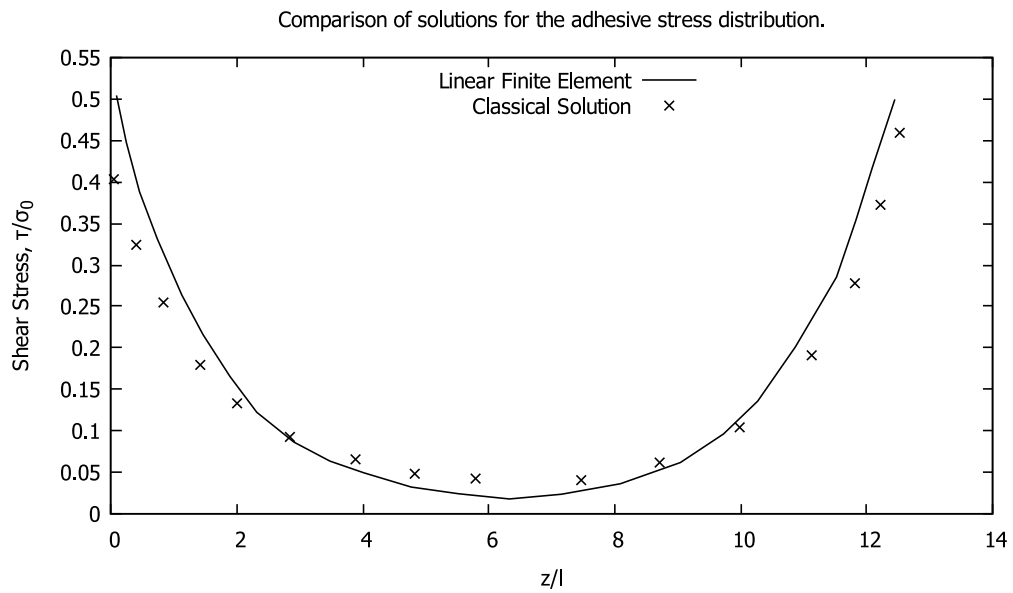 Comparison of solutions for the adhesive stress distribution.
0.55
0.5
0.45
0.4
0.35
0.3
0.25
0.2
0.15
0.1
0.05
0
Shear Stress, τ/σ0
Linear Finite Element
Classical Solution
0 2 4 6 8 10 12 14
z/l